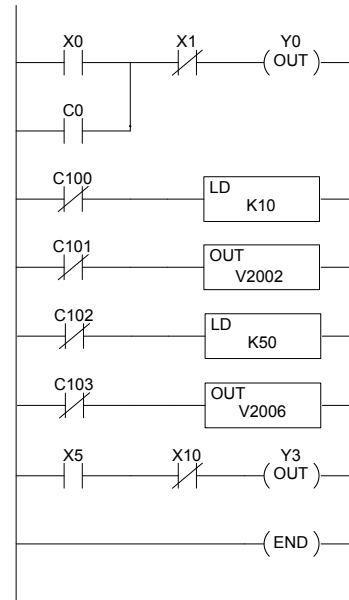 X0 X1 Y0
OUT
C0
C100
LD
K10
C101
OUT
V2002
C102
LD
K50
C103
OUT
V2006
X5 X10 Y3
OUT
END